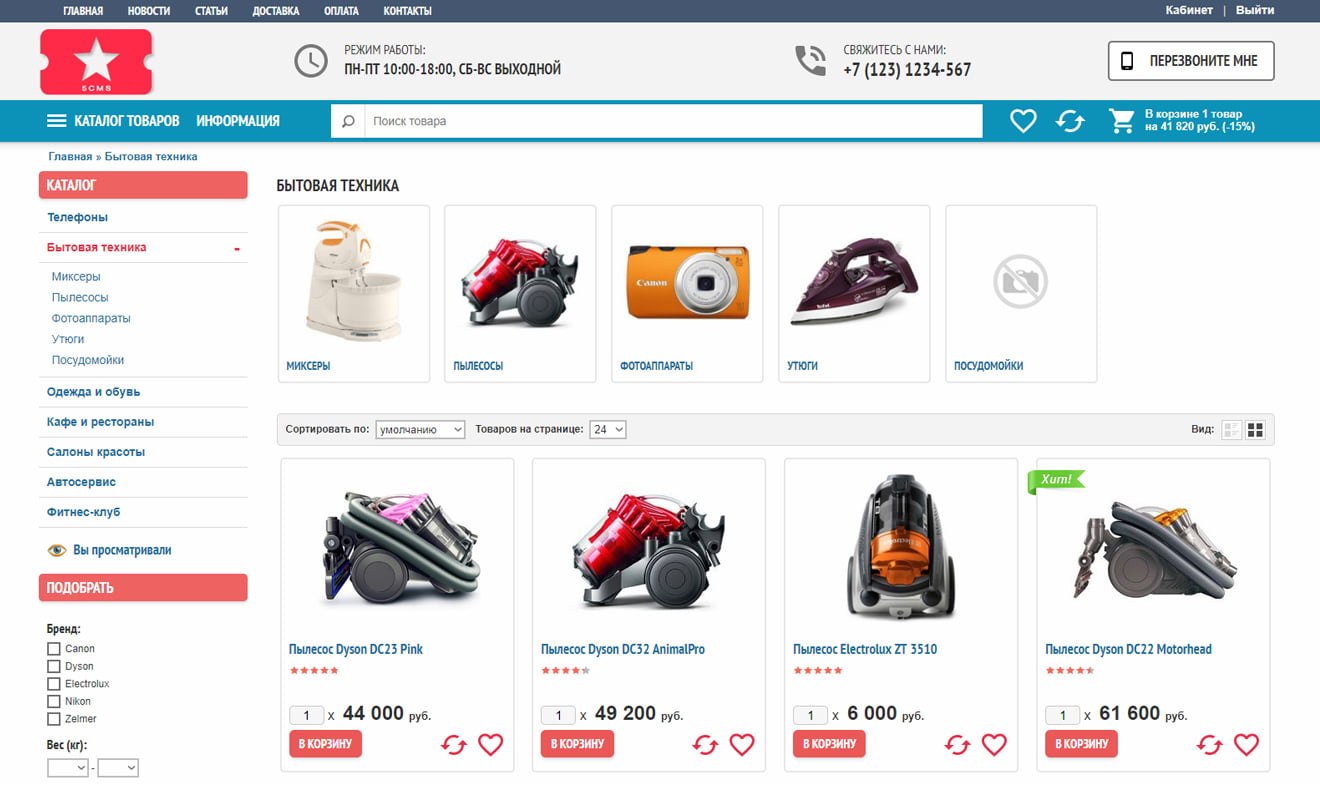 ГЛАВНАЯ НОВОСТИ СТАТЬИ ДОСТАВКА ОПЛАТА КОНТАКТЫ
Кабинет | Выйти
5CMS
РЕЖИМ РАБОТЫ:
ПН-ПТ 10:00-18:00, СБ-ВС ВЫХОДНОЙ
СВЯЖИТЕСЬ С НАМИ:
+7 (123) 1234-567
ПЕРЕЗВОНИТЕ МНЕ
КАТАЛОГ ТОВАРОВ ИНФОРМАЦИЯ
Поиск товара
В корзине 1 товар
на 41 820 руб. (-15%)
Главная » Бытовая техника
КАТАЛОГ
Телефоны
Бытовая техника -
Миксеры
Пылесосы
Фотоаппараты
Утюги
Посудомойки
Одежда и обувь
Кафе и рестораны
Салоны красоты
Автосервис
Фитнес-клуб
Вы просматривали
ПОДОБРАТЬ
Бренд:
Canon
Dyson
Electrolux
Nikon
Zelmer
Вес (кг):
-
БЫТОВАЯ ТЕХНИКА
Canon
Tefal
МИКСЕРЫ ПЫЛЕСОСЫ ФОТОАППАРАТЫ УТЮГИ ПОСУДОМОЙКИ
Сортировать по: умолчанию Товаров на странице: 24 Вид:
Хит!
Electrolux
Пылесос Dyson DC23 Pink
1 x 44 000 руб.
В КОРЗИНУ
Пылесос Dyson DC32 AnimalPro
1 x 49 200 руб.
В КОРЗИНУ
Пылесос Electrolux ZT 3510
1 x 6 000 руб.
В КОРЗИНУ
Пылесос Dyson DC22 Motorhead
1 x 61 600 руб.
В КОРЗИНУ